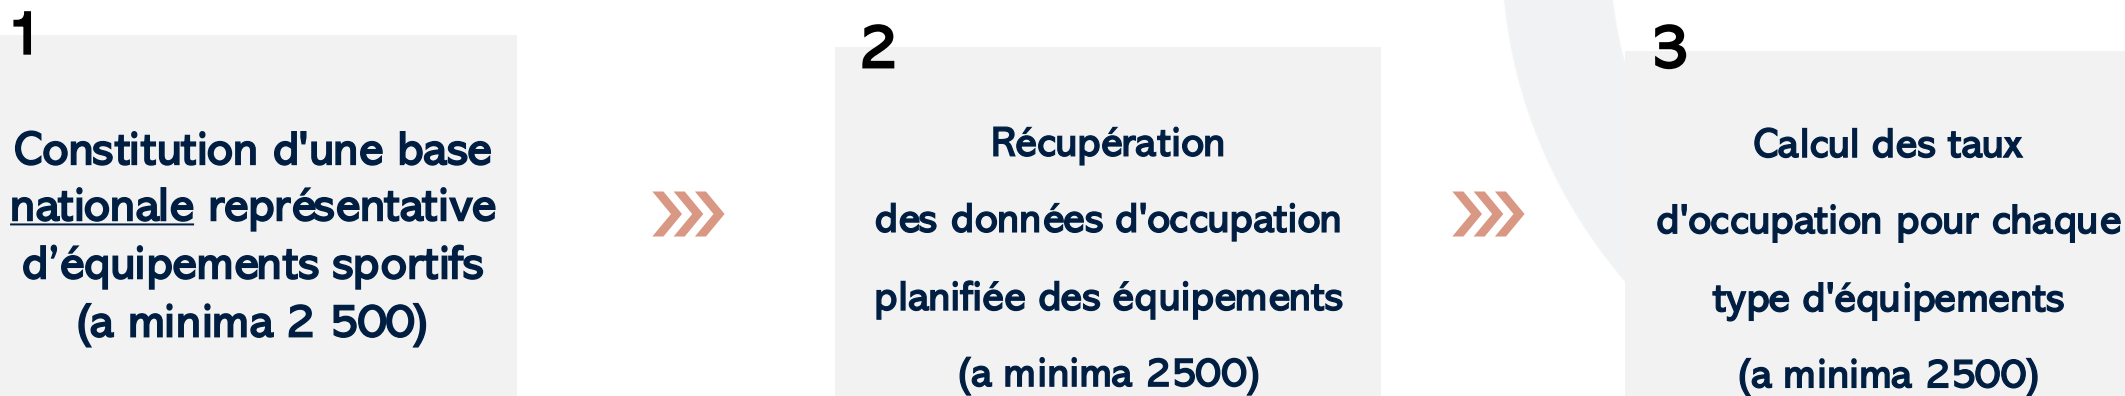 1
Constitution d'une base
nationale représentative
d’équipements sportifs
(a minima 2 500)
2
Récupération
des données d'occupation
planifiée des équipements
(a minima 2500)
3
Calcul des taux
d'occupation pour chaque
type d'équipements
(a minima 2500)